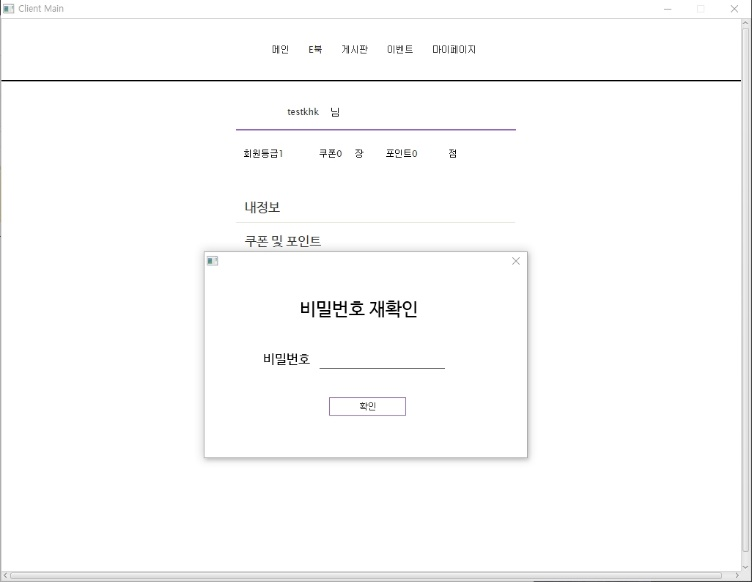 Client Main
메인 E북 게시판 이벤트 마이페이지
testkhk 님
회원등급1 쿠폰0 장 포인트0 점
내정보
쿠폰 및 포인트
비밀번호 재확인
비밀번호
확인